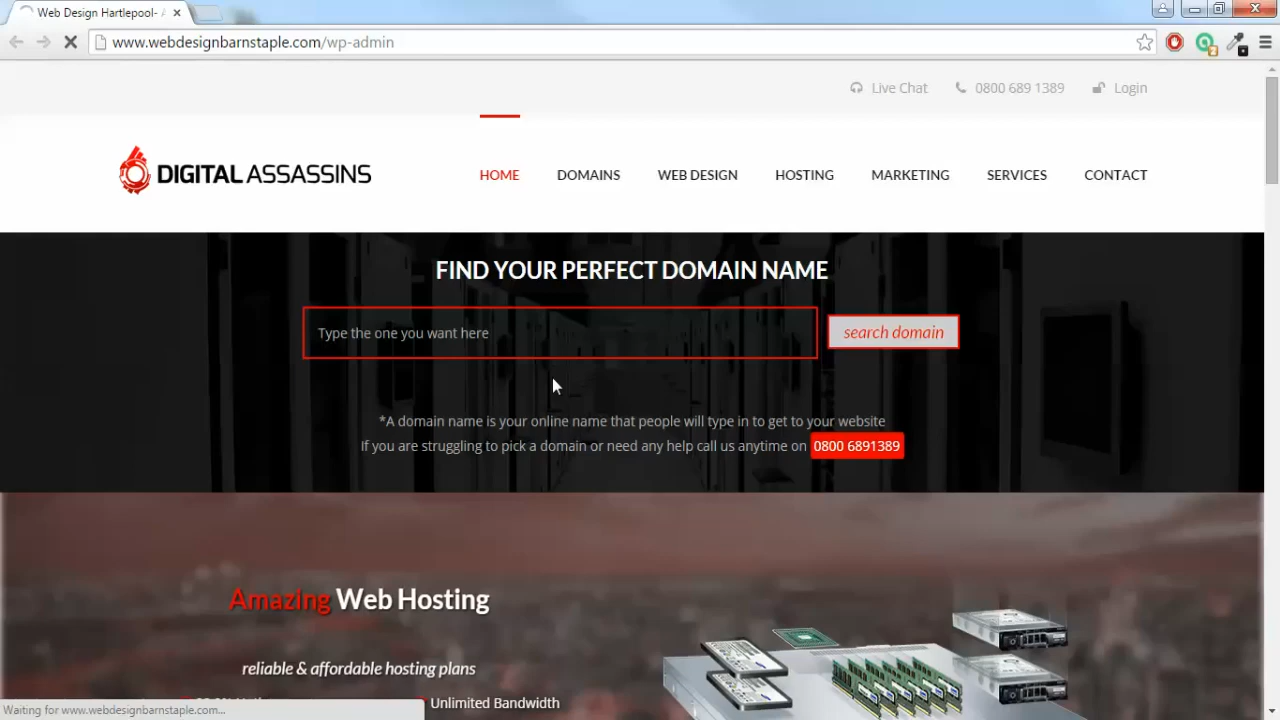 Web Design Hartlepool- A
www.webdesignbarnstaple.com/wp-admin
Live Chat 0800 689 1389 Login
DIGITAL ASSASSINS
HOME DOMAINS WEB DESIGN HOSTING MARKETING SERVICES CONTACT
FIND YOUR PERFECT DOMAIN NAME
Type the one you want here search domain
*A domain name is your online name that people will type in to get to your website
If you are struggling to pick a domain or need any help call us anytime on 0800 6891389
Amazing Web Hosting
reliable & affordable hosting plans
Unlimited Bandwidth
Waiting for www.webdesignbarnstaple.com...